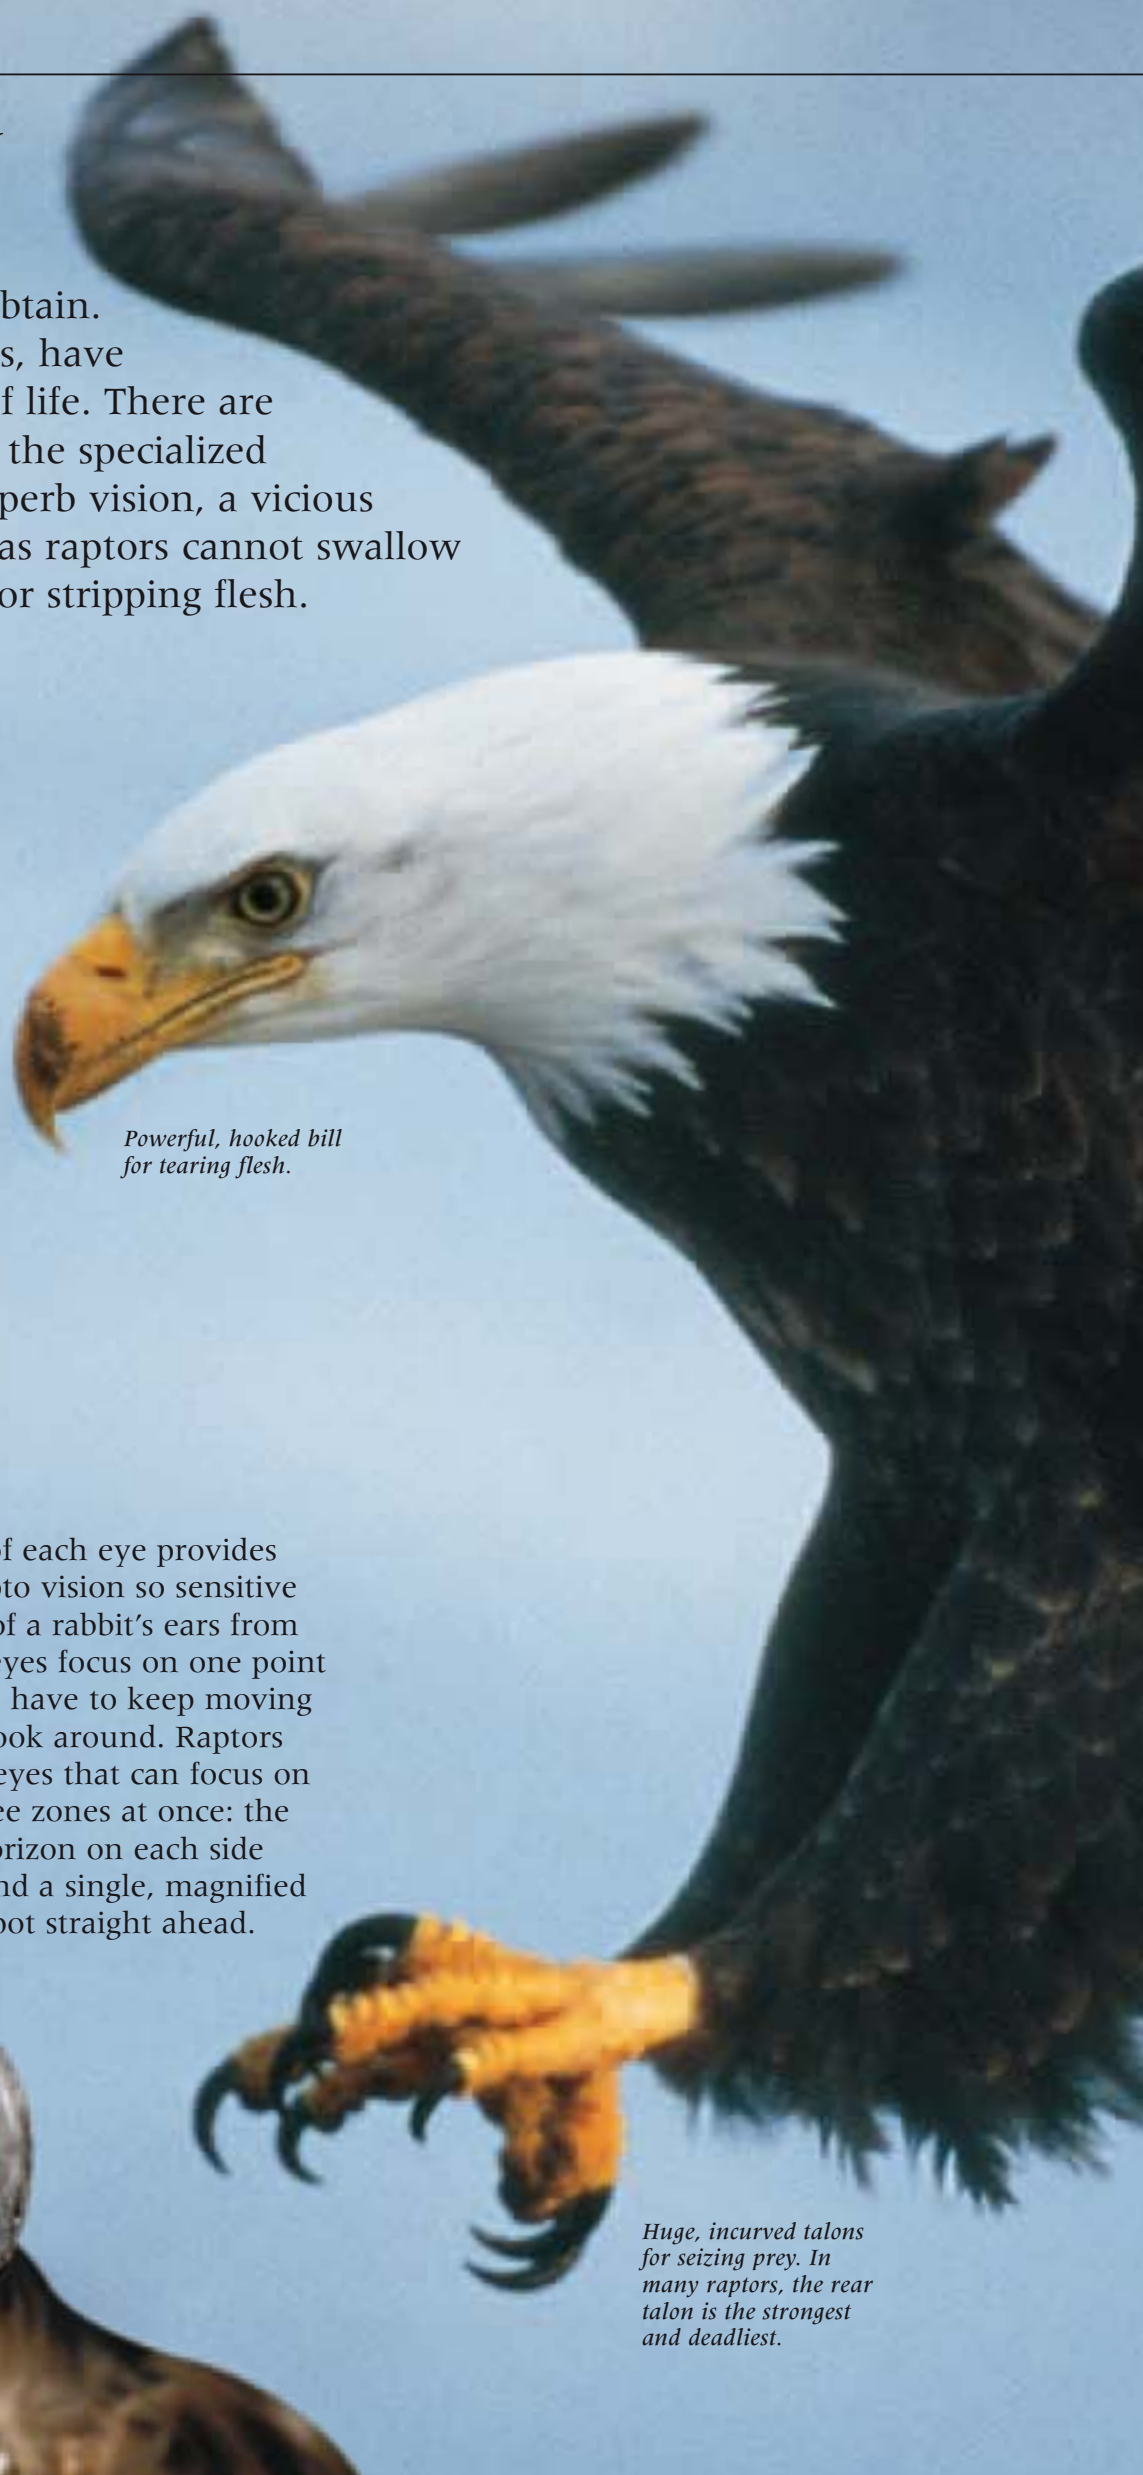 btain.
s, have
f life. There are
the specialized
perb vision, a vicious
as raptors cannot swallow
or stripping flesh.
Powerful, hooked bill
for tearing flesh.
of each eye provides
oto vision so sensitive
of a rabbit's ears from
eyes focus on one point
have to keep moving
ook around. Raptors
eyes that can focus on
ee zones at once: the
orizon on each side
nd a single, magnified
pot straight ahead.
Huge, incurved talons
for seizing prey. In
many raptors, the rear
talon is the strongest
and deadliest.